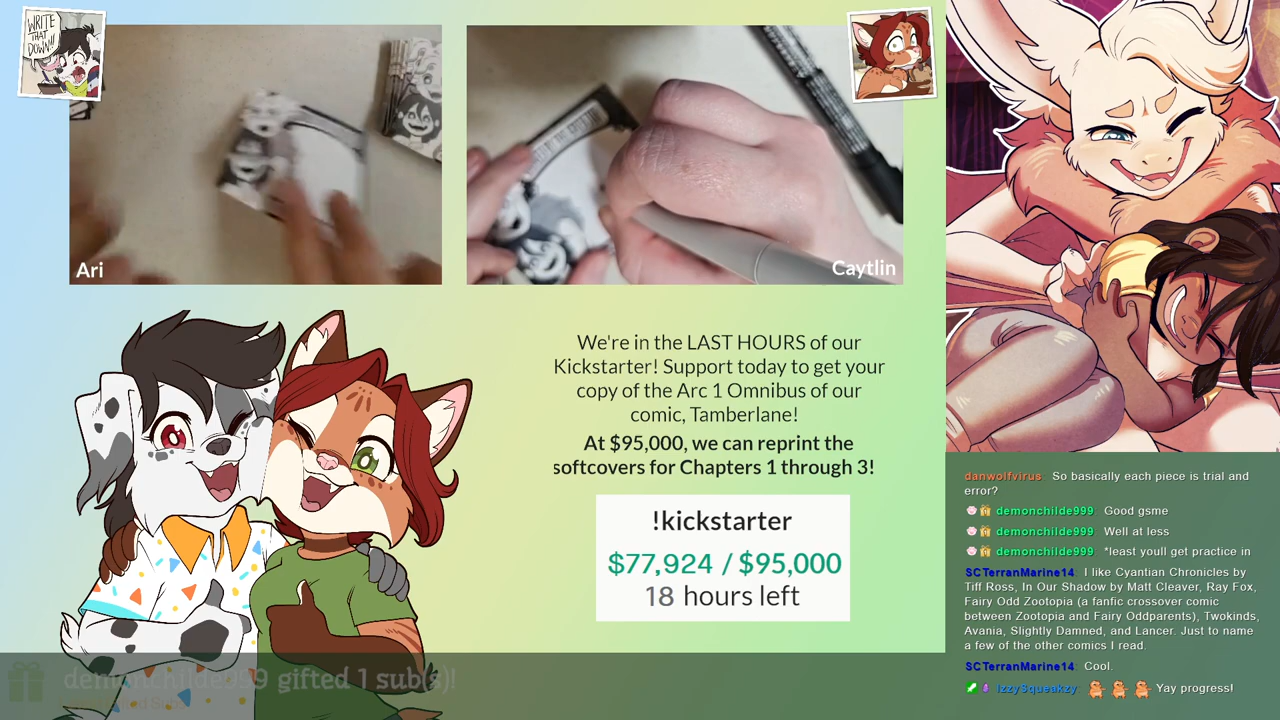 WRITE
THAT
DOWN!!!
Ari
Caytlin
We're in the LAST HOURS of our
Kickstarter! Support today to get your
copy of the Arc 1 Omnibus of our
comic, Tamberlane!
At $95,000, we can reprint the
softcovers for Chapters 1 through 3!
!kickstarter
$77,924 / $95,000
18 hours left
demonchilde999 gifted 1 sub(s)!
danwolfvirus: So basically each piece is trial and
error?
demonchilde999: Good gsme
demonchilde999: Well at less
demonchilde999: *least youll get practice in
SCTerranMarine14: I like Cyantian Chronicles by
Tiff Ross, In Our Shadow by Matt Cleaver, Ray Fox,
Fairy Odd Zootopia (a fanfic crossover comic
between Zootopia and Fairy Oddparents), Twokinds,
Avania, Slightly Damned, and Lancer. Just to name
a few of the other comics I read.
SCTerranMarine14: Cool.
IzzySqueakzy: Yay progress!